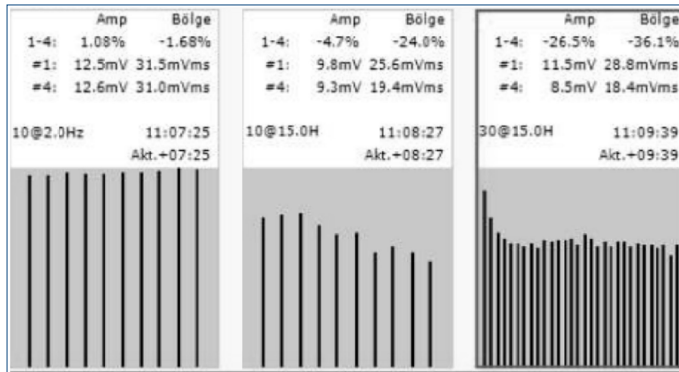 Amp Bölge
1-4: 1.08% -1.68%
#1: 12.5mV 31.5mVms
#4: 12.6mV 31.0mVms
10@2.0Hz 11:07:25
Akt.+07:25
Amp Bölge
1-4: -4.7% -24.0%
#1: 9.8mV 25.6mVms
#4: 9.3mV 19.4mVms
10@15.0H 11:08:27
Akt.+08:27
Amp Bölge
1-4: -26.5% -36.1%
#1: 11.5mV 28.8mVms
#4: 8.5mV 18.4mVms
30@15.0H 11:09:39
Akt.+09:39